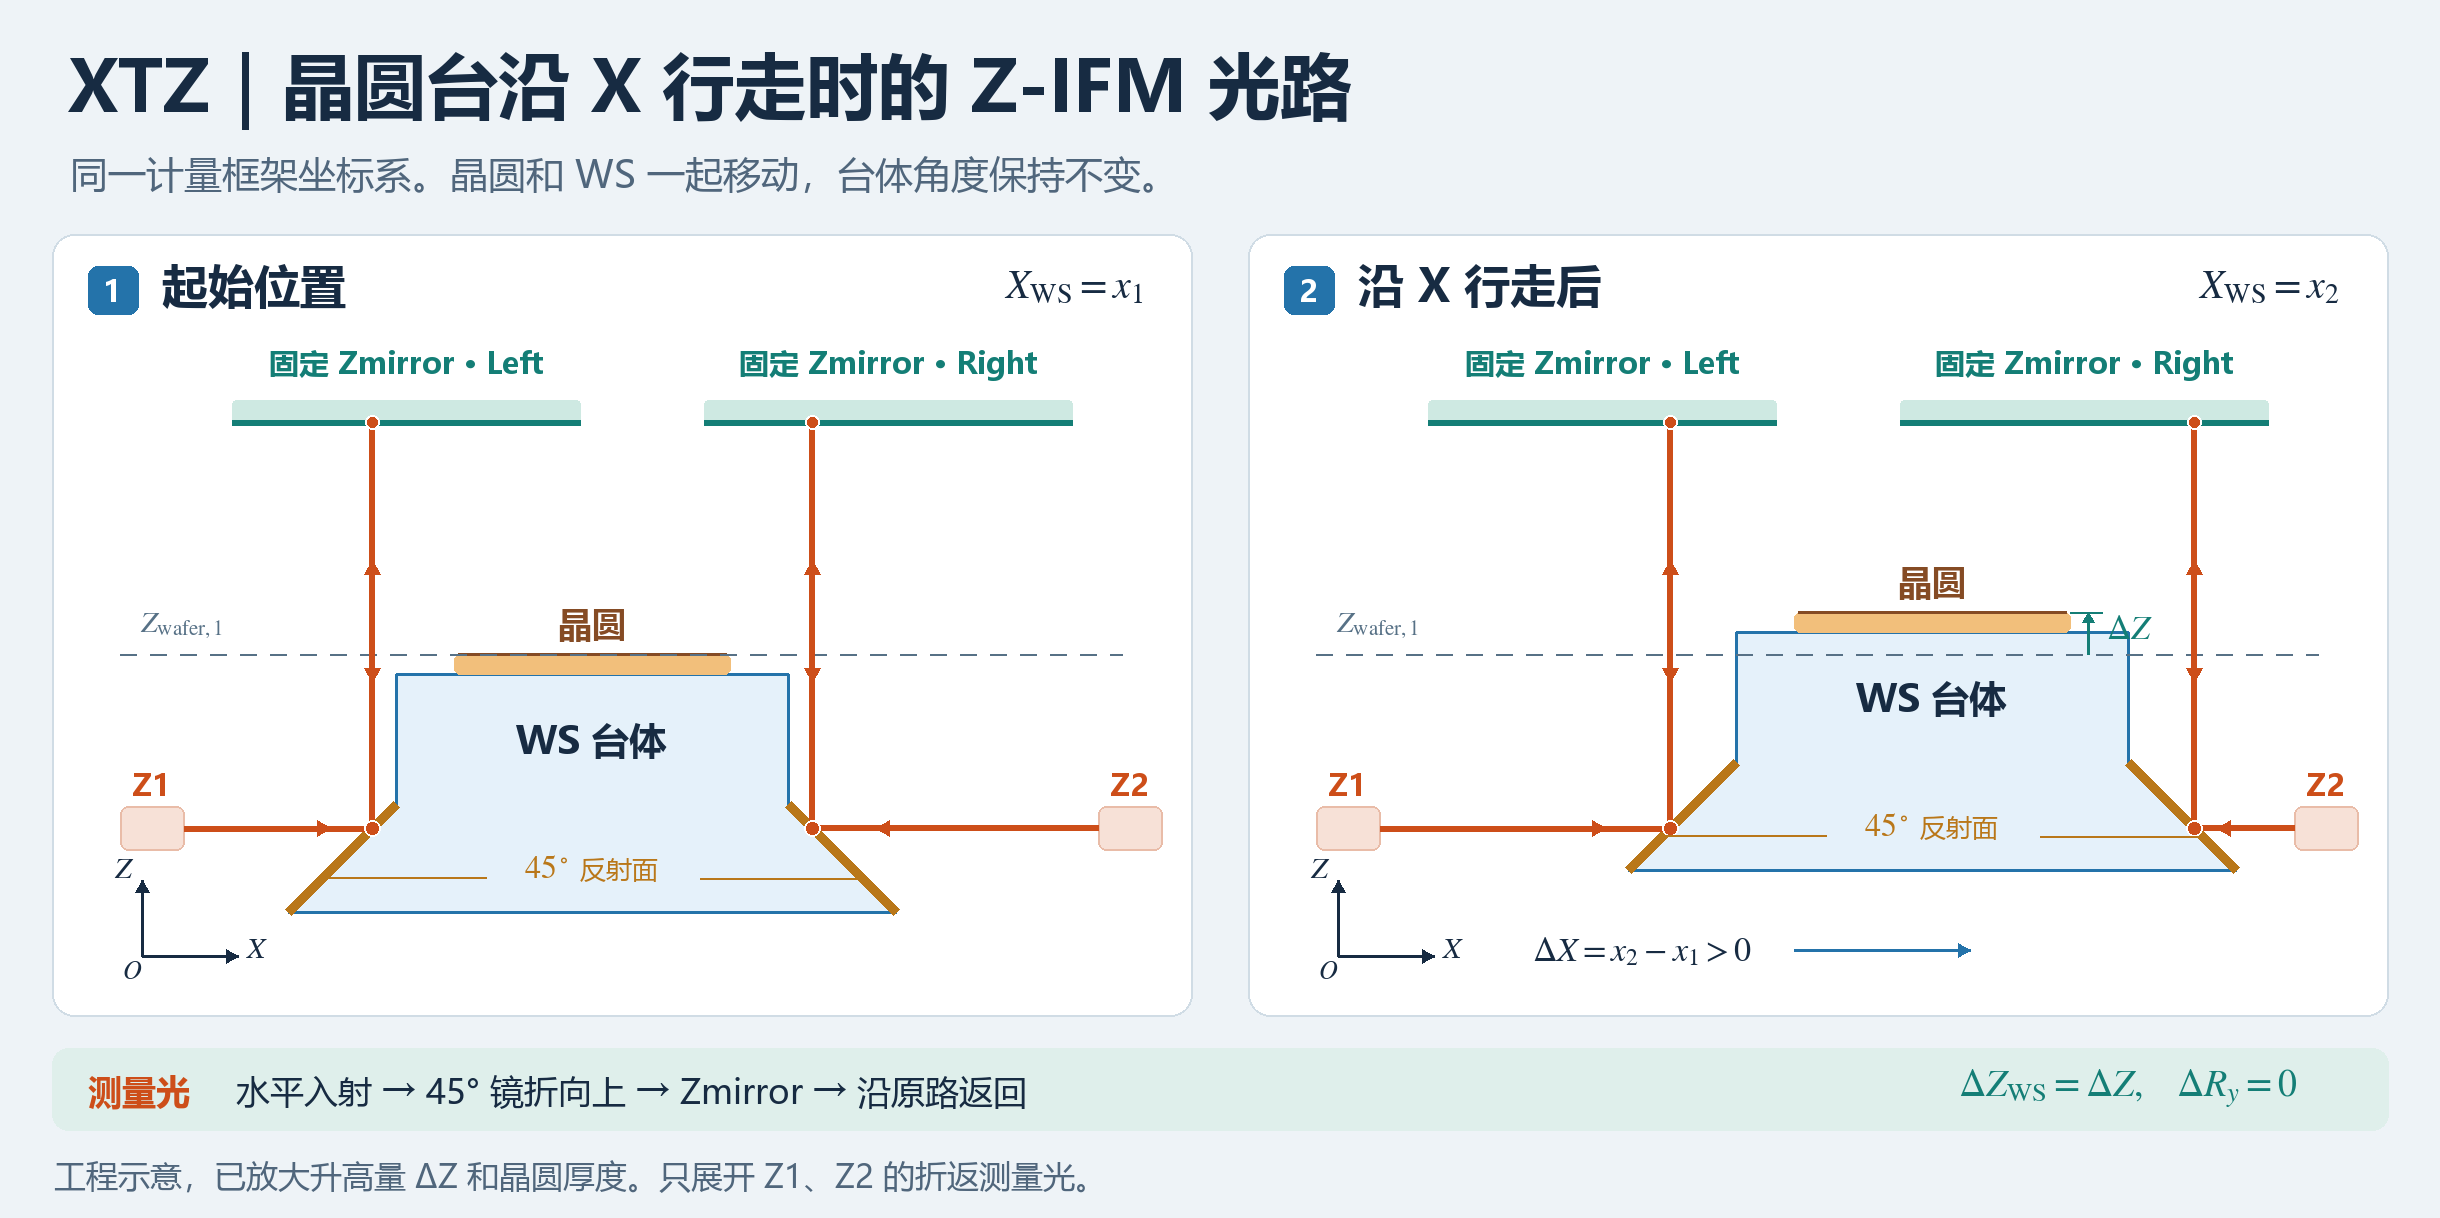 XTZ | 晶圆台沿 X 行走时的 Z-IFM 光路
同一计量框架坐标系。晶圆和 WS 一起移动，台体角度保持不变。
1 起始位置
X_WS = x_1
固定 Zmirror • Left
固定 Zmirror • Right
Z_wafer, 1
晶圆
WS 台体
Z1
Z2
45° 反射面
Z
X
O
2 沿 X 行走后
X_WS = x_2
固定 Zmirror • Left
固定 Zmirror • Right
晶圆
Z_wafer, 1
ΔZ
WS 台体
Z1
Z2
45° 反射面
Z
X
O
ΔX = x_2 − x_1 > 0
测量光 水平入射 → 45° 镜折向上 → Zmirror → 沿原路返回
ΔZ_WS = ΔZ, ΔR_y = 0
工程示意，已放大升高量 ΔZ 和晶圆厚度。只展开 Z1、Z2 的折返测量光。